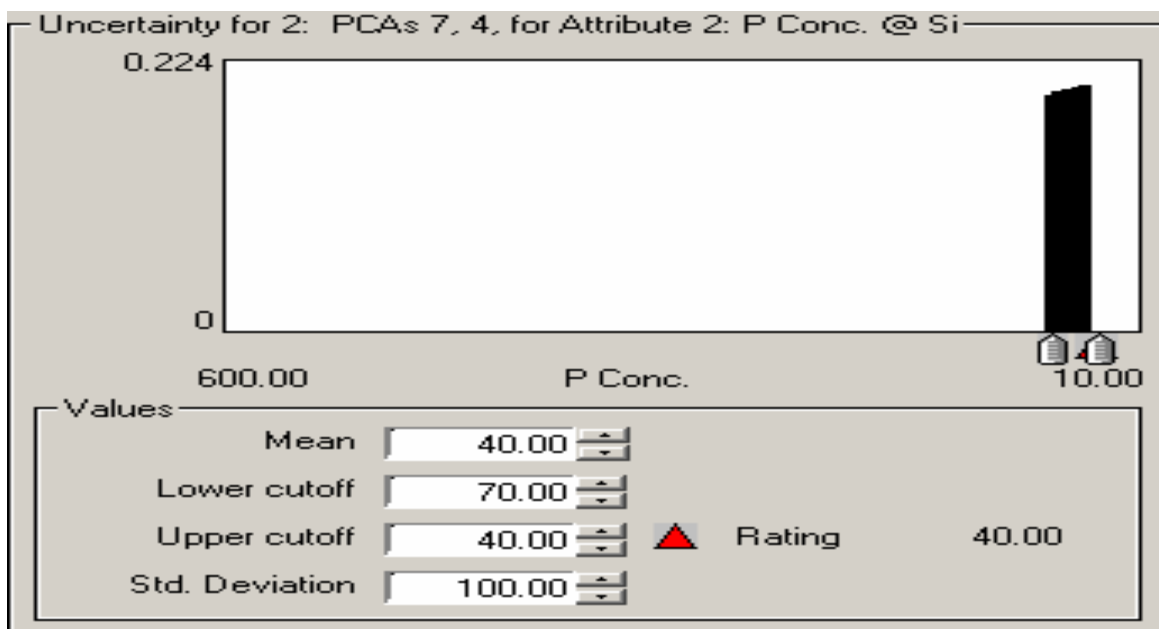 Uncertainty for 2: PCAs 7, 4, for Attribute 2: P Conc. @ Si
0.224
0
600.00 P Conc. 10.00
Values
Mean 40.00
Lower cutoff 70.00
Upper cutoff 40.00 Rating 40.00
Std. Deviation 100.00